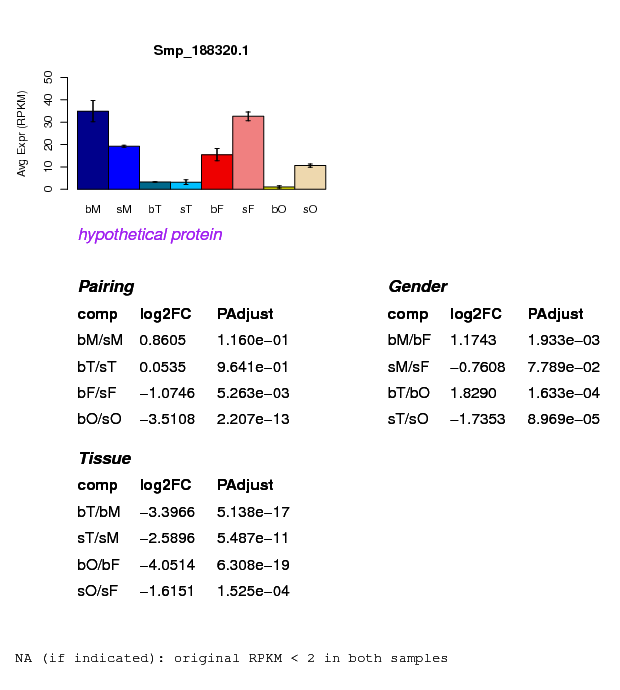 Smp_188320.1
Avg Expr (RPKM)
50
40
30
20
10
0
bM sM bT sT bF sF bO sO
hypothetical protein
Pairing
comp log2FC PAdjust
bM/sM 0.8605 1.160e−01
bT/sT 0.0535 9.641e−01
bF/sF −1.0746 5.263e−03
bO/sO −3.5108 2.207e−13
Gender
comp log2FC PAdjust
bM/bF 1.1743 1.933e−03
sM/sF −0.7608 7.789e−02
bT/bO 1.8290 1.633e−04
sT/sO −1.7353 8.969e−05
Tissue
comp log2FC PAdjust
bT/bM −3.3966 5.138e−17
sT/sM −2.5896 5.487e−11
bO/bF −4.0514 6.308e−19
sO/sF −1.6151 1.525e−04
NA (if indicated): original RPKM < 2 in both samples